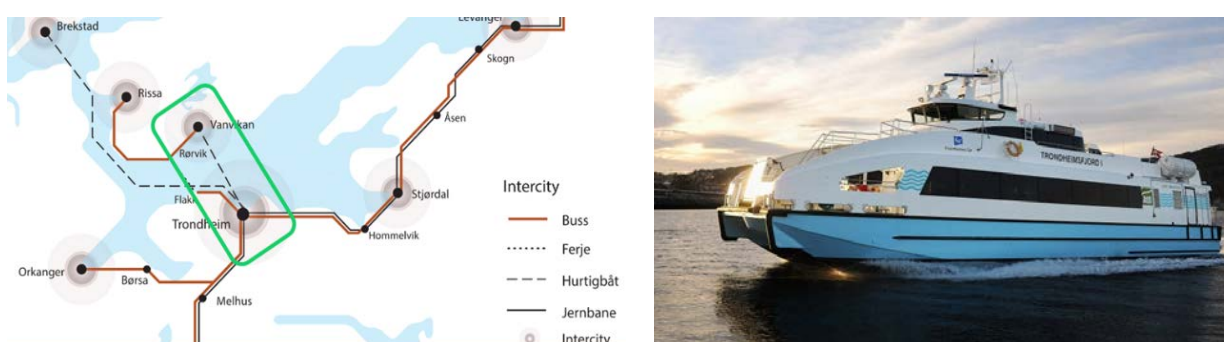 Brekstad
Levanger
Skogn
Rissa
Åsen
Vanvikan
Rørvik
Stjørdal
Flakk
Trondheim
Hommelvik
Orkanger
Børsa
Melhus
Intercity
Buss
Ferje
Hurtigbåt
Jernbane
Intercity
TRONDHEIMSFJORD I